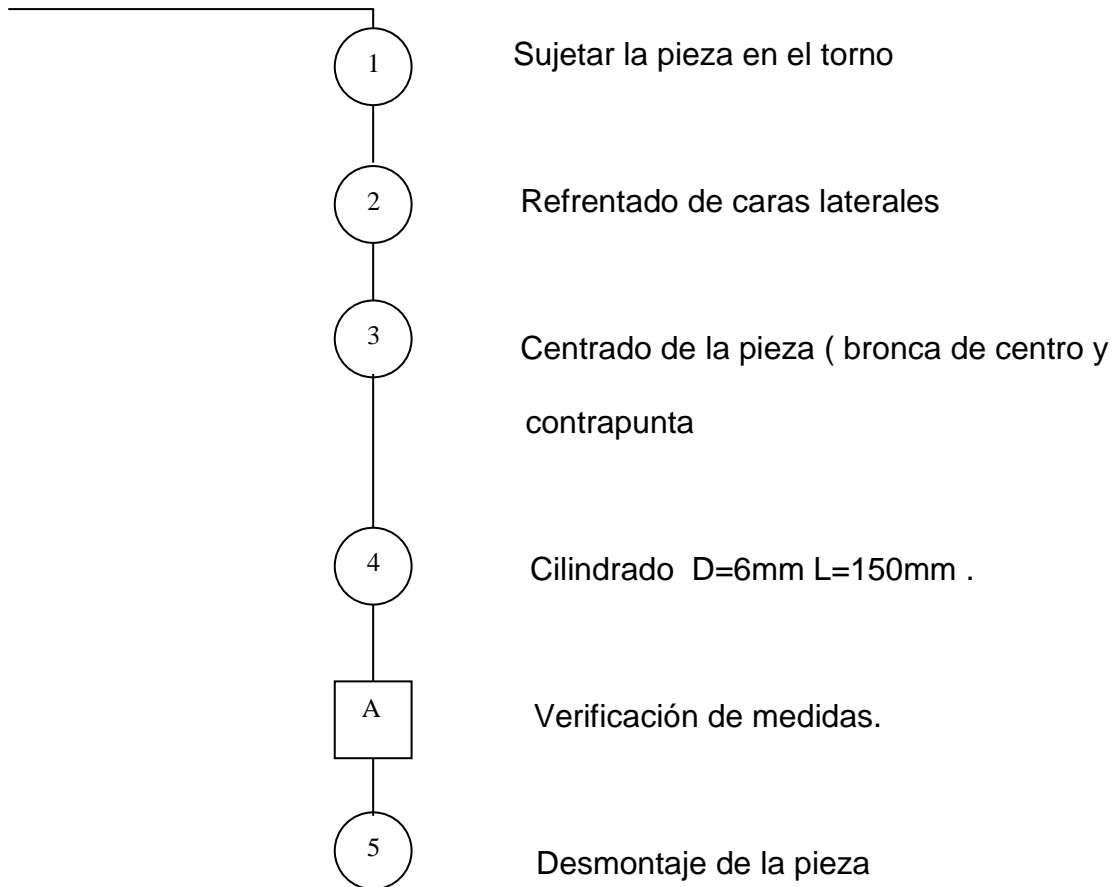 1 Sujetar la pieza en el torno
2 Refrentado de caras laterales
3 Centrado de la pieza ( bronca de centro y
contrapunta
4 Cilindrado D=6mm L=150mm .
A Verificación de medidas.
5 Desmontaje de la pieza